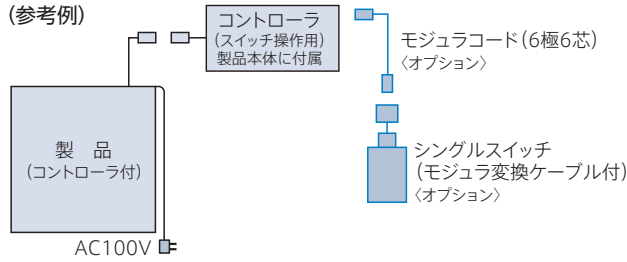 (参考例)
コントローラ
(スイッチ操作用)
製品本体に付属
モジュラコード(6極6芯)
〈オプション〉
製 品
(コントローラ付)
シングルスイッチ
(モジュラ変換ケーブル付)
〈オプション〉
AC100V